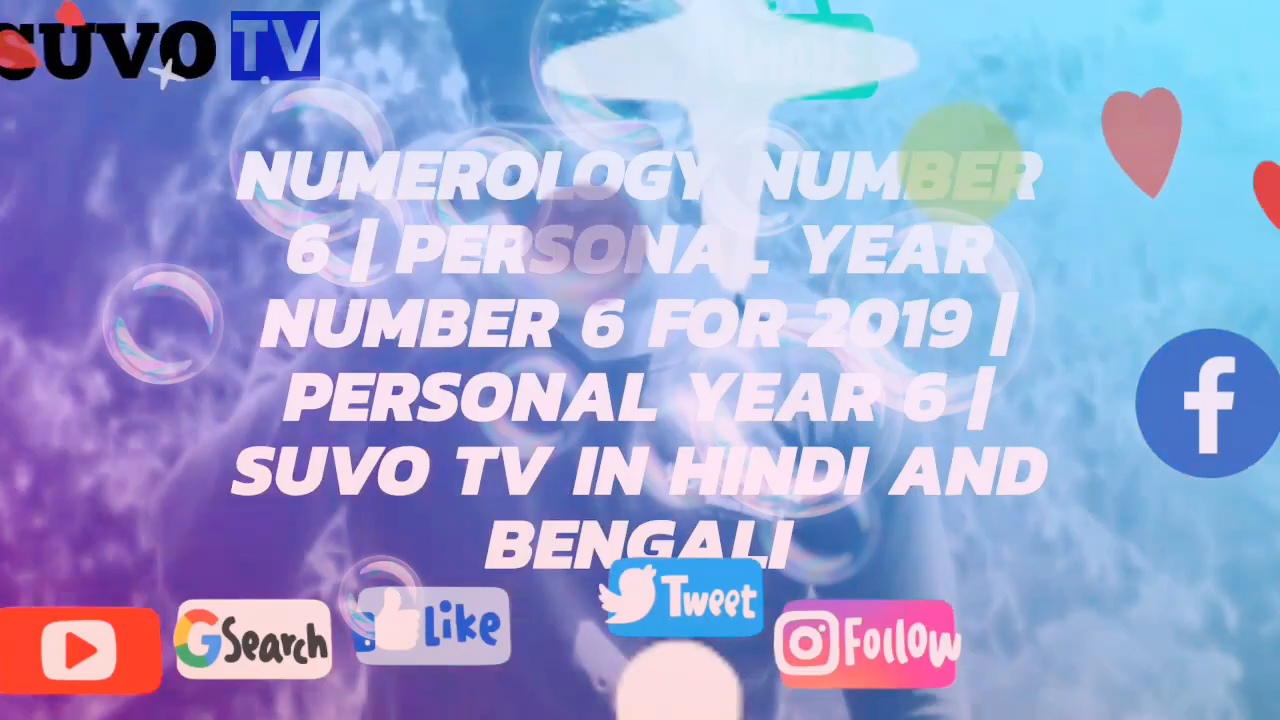 SUVO TV
NUMEROLOGY NUMBER
6 | PERSONAL YEAR
NUMBER 6 FOR 2019 |
PERSONAL YEAR 6 |
SUVO TV IN HINDI AND
BENGALI
G Search
Like
Tweet
Follow